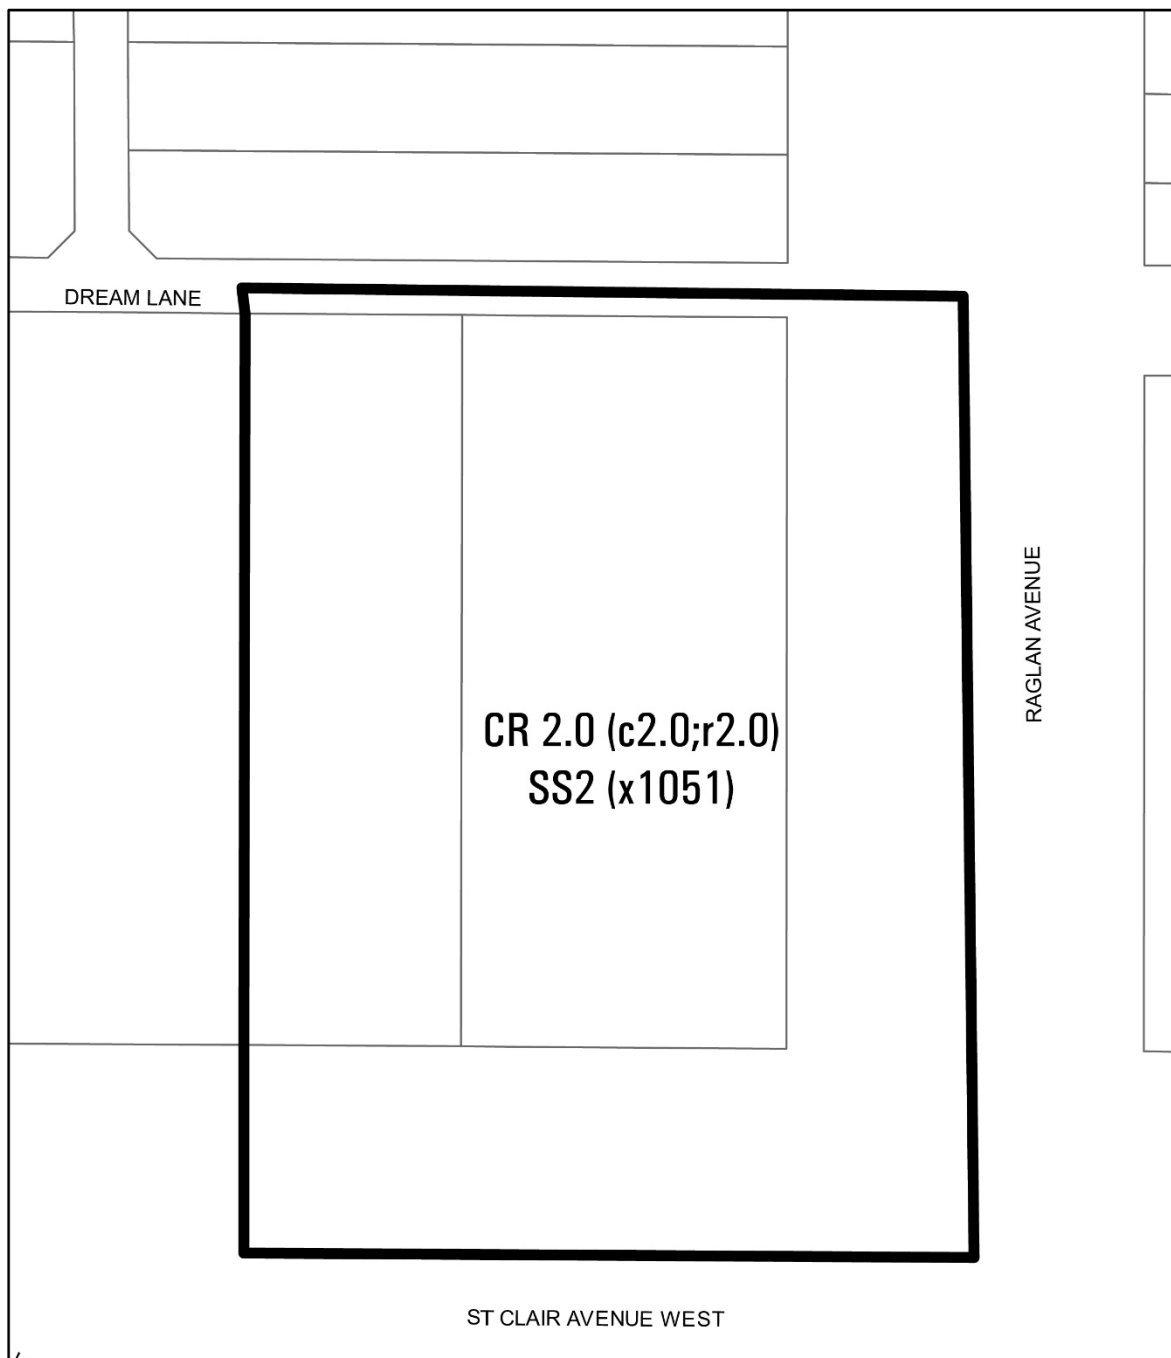 DREAM LANE
RAGLAN AVENUE
CR 2.0 (c2.0;r2.0)
SS2 (x1051)
ST CLAIR AVENUE WEST